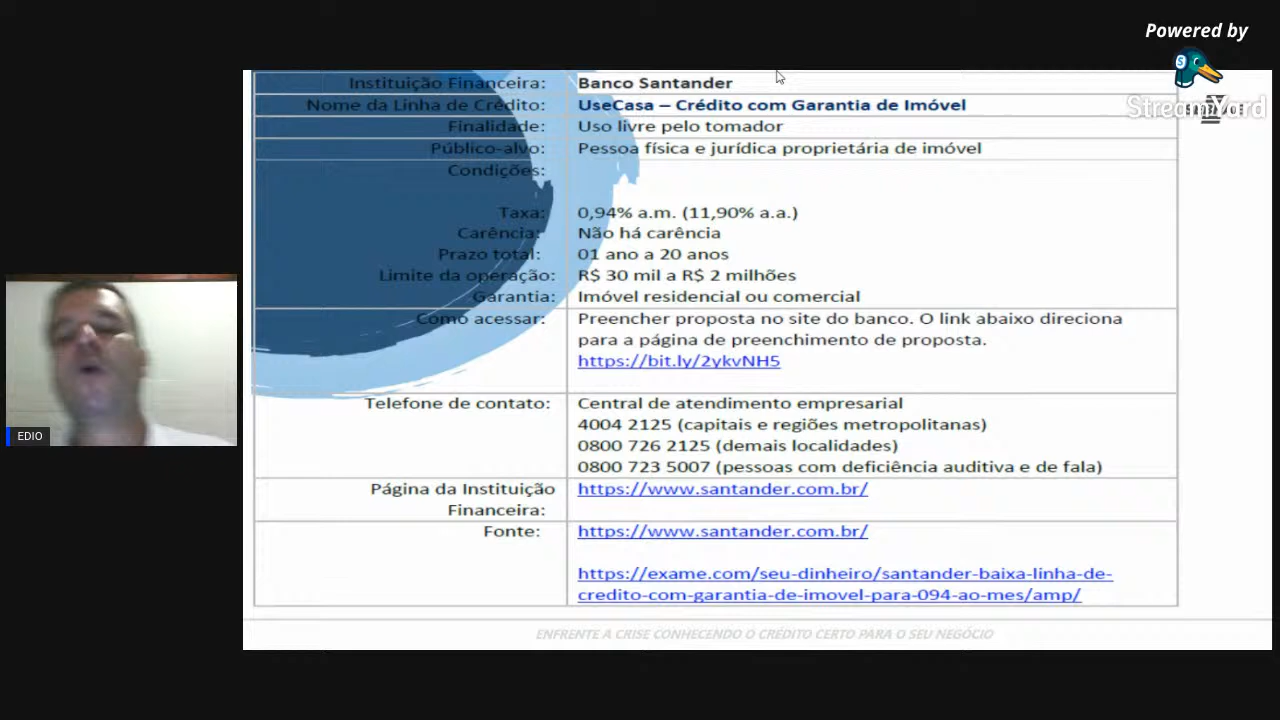 Powered by
StreamYard
Instituição Financeira: Banco Santander
Nome da Linha de Crédito: UseCasa – Crédito com Garantia de Imóvel
Finalidade: Uso livre pelo tomador
Público-alvo: Pessoa física e jurídica proprietária de imóvel
Condições:
Taxa: 0,94% a.m. (11,90% a.a.)
Carência: Não há carência
Prazo total: 01 ano a 20 anos
Limite da operação: R$ 30 mil a R$ 2 milhões
Garantia: Imóvel residencial ou comercial
Como acessar: Preencher proposta no site do banco. O link abaixo direciona
para a página de preenchimento de proposta.
https://bit.ly/2ykvNH5
Telefone de contato: Central de atendimento empresarial
4004 2125 (capitais e regiões metropolitanas)
0800 726 2125 (demais localidades)
0800 723 5007 (pessoas com deficiência auditiva e de fala)
Página da Instituição https://www.santander.com.br/
Financeira:
Fonte: https://www.santander.com.br/
https://exame.com/seu-dinheiro/santander-baixa-linha-de-
credito-com-garantia-de-imovel-para-094-ao-mes/amp/
ENFRENTE A CRISE CONHECENDO O CRÉDITO CERTO PARA O SEU NEGÓCIO
EDIO